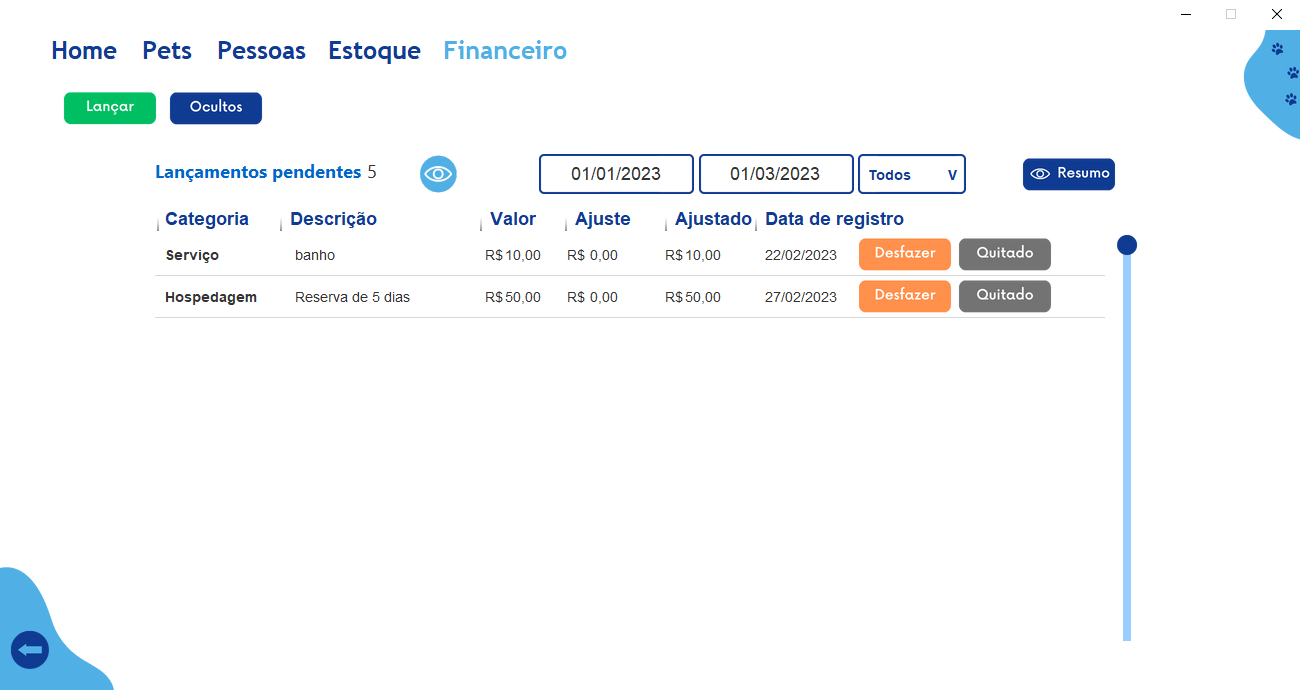 Home Pets Pessoas Estoque Financeiro
Lançar Ocultos
Lançamentos pendentes 5 01/01/2023 01/03/2023 Todos V Resumo
Categoria Descrição Valor Ajuste Ajustado Data de registro
Serviço banho R$ 10,00 R$ 0,00 R$ 10,00 22/02/2023 Desfazer Quitado
Hospedagem Reserva de 5 dias R$ 50,00 R$ 0,00 R$ 50,00 27/02/2023 Desfazer Quitado